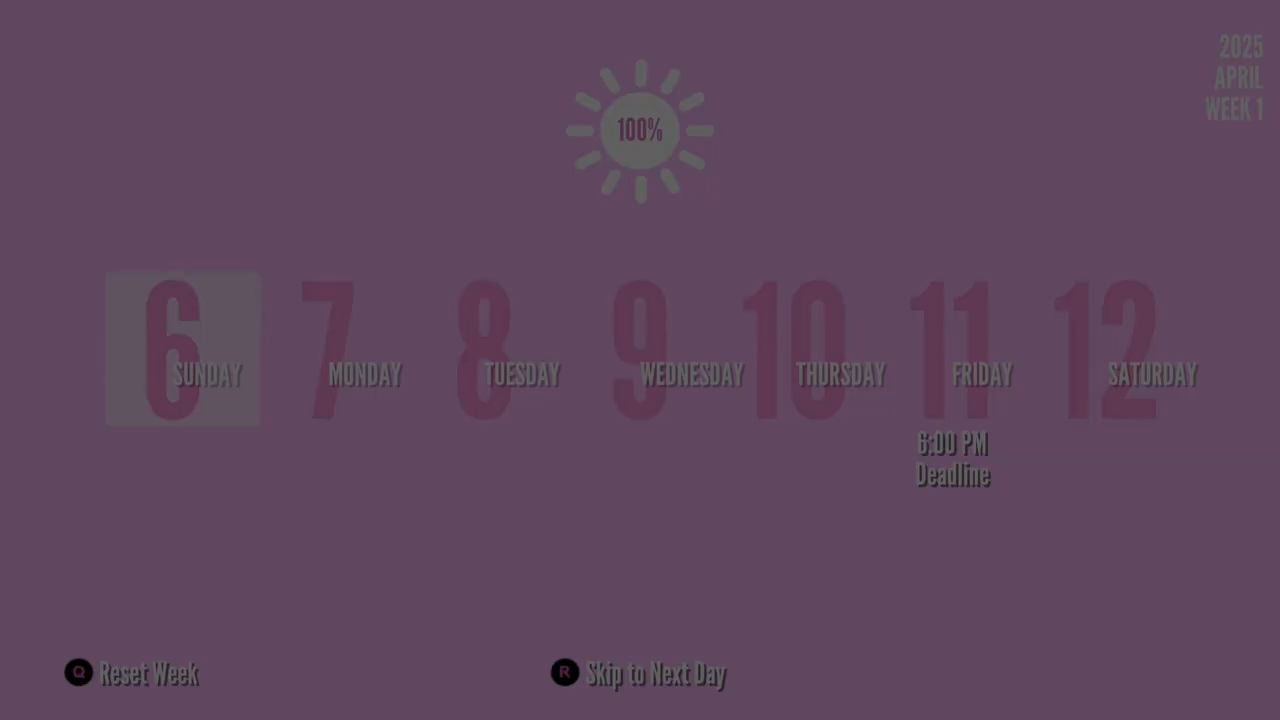 2025
APRIL
WEEK 1
100%
6 7 8 9 10 11 12
SUNDAY MONDAY TUESDAY WEDNESDAY THURSDAY FRIDAY SATURDAY
6:00 PM
Deadline
Q Reset Week R Skip to Next Day